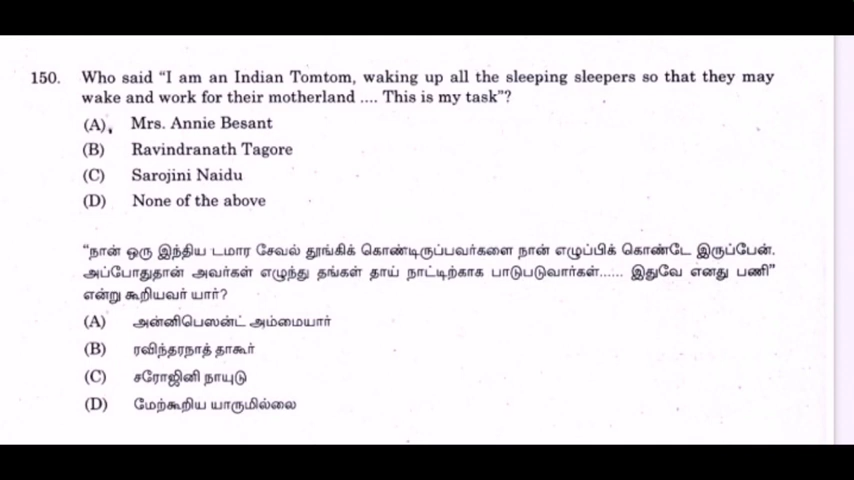 150. Who said "I am an Indian Tomtom, waking up all the sleeping sleepers so that they may
wake and work for their motherland .... This is my task"?
(A) Mrs. Annie Besant
(B) Ravindranath Tagore
(C) Sarojini Naidu
(D) None of the above
"நான் ஒரு இந்திய டமார சேவல் தூங்கிக் கொண்டிருப்பவர்களை நான் எழுப்பிக் கொண்டே இருப்பேன்.
அப்போதுதான் அவர்கள் எழுந்து தங்கள் தாய் நாட்டிற்காக பாடுபடுவார்கள்...... இதுவே எனது பணி"
என்று கூறியவர் யார்?
(A) அன்னிபெஸன்ட் அம்மையார்
(B) ரவிந்தரநாத் தாகூர்
(C) சரோஜினி நாயுடு
(D) மேற்கூறிய யாருமில்லை